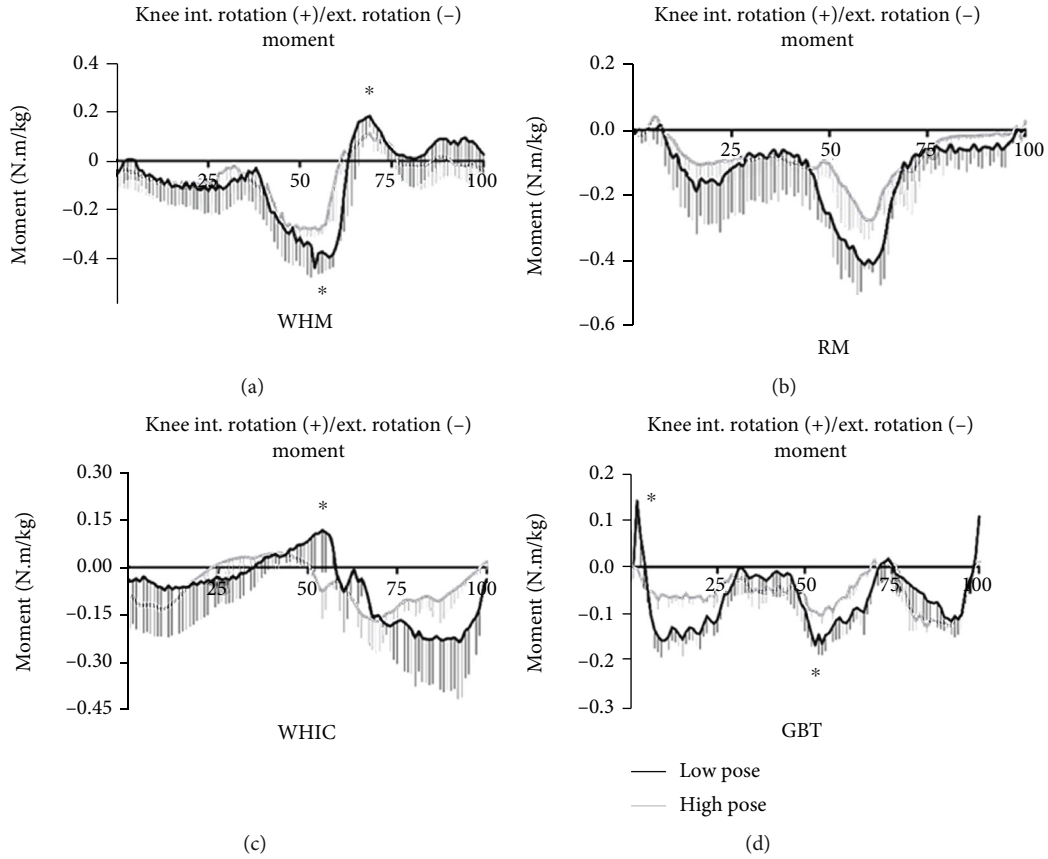 Knee int. rotation (+)/ext. rotation (−)
moment
0.4
0.2
0
−0.2
−0.4
Moment (N.m/kg)
25
50
75
100
*
*
WHM
(a)
Knee int. rotation (+)/ext. rotation (−)
moment
0.2
0.0
−0.2
−0.4
−0.6
Moment (N.m/kg)
25
50
75
100
RM
(b)
Knee int. rotation (+)/ext. rotation (−)
moment
0.30
0.15
0.00
−0.15
−0.30
−0.45
Moment (N.m/kg)
25
50
75
100
*
WHIC
(c)
Knee int. rotation (+)/ext. rotation (−)
moment
0.2
0.1
0.0
−0.1
−0.2
−0.3
Moment (N.m/kg)
25
50
75
100
*
*
GBT
Low pose
High pose
(d)